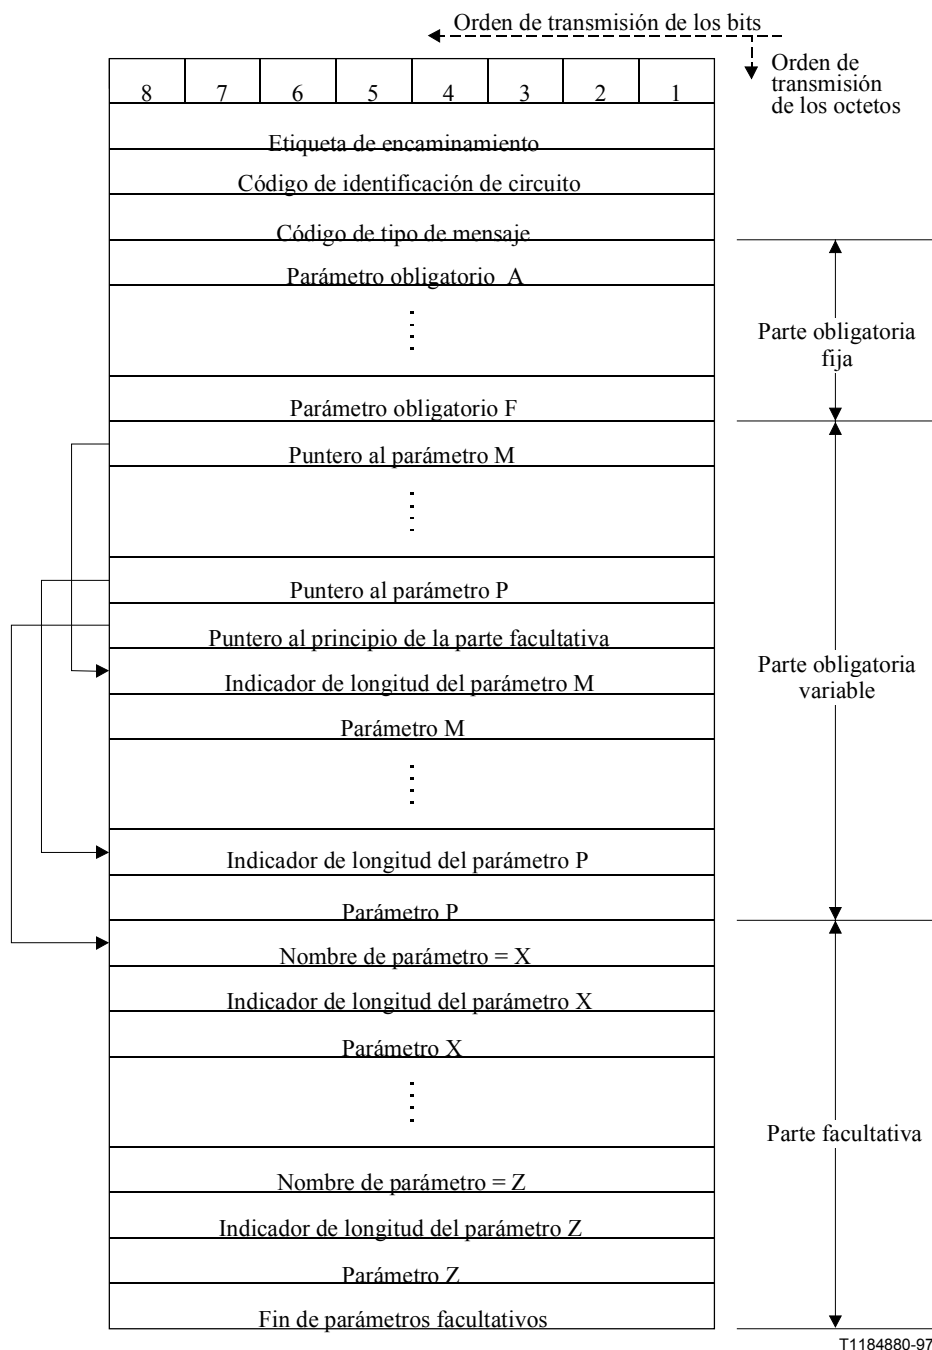 Orden de transmisión de los bits
Orden de
transmisión
de los octetos
8 7 6 5 4 3 2 1
Etiqueta de encaminamiento
Código de identificación de circuito
Código de tipo de mensaje
Parámetro obligatorio A
Parte obligatoria
fija
Parámetro obligatorio F
Puntero al parámetro M
Puntero al parámetro P
Puntero al principio de la parte facultativa
Parte obligatoria
variable
Indicador de longitud del parámetro M
Parámetro M
Indicador de longitud del parámetro P
Parámetro P
Nombre de parámetro = X
Indicador de longitud del parámetro X
Parámetro X
Parte facultativa
Nombre de parámetro = Z
Indicador de longitud del parámetro Z
Parámetro Z
Fin de parámetros facultativos
T1184880-97